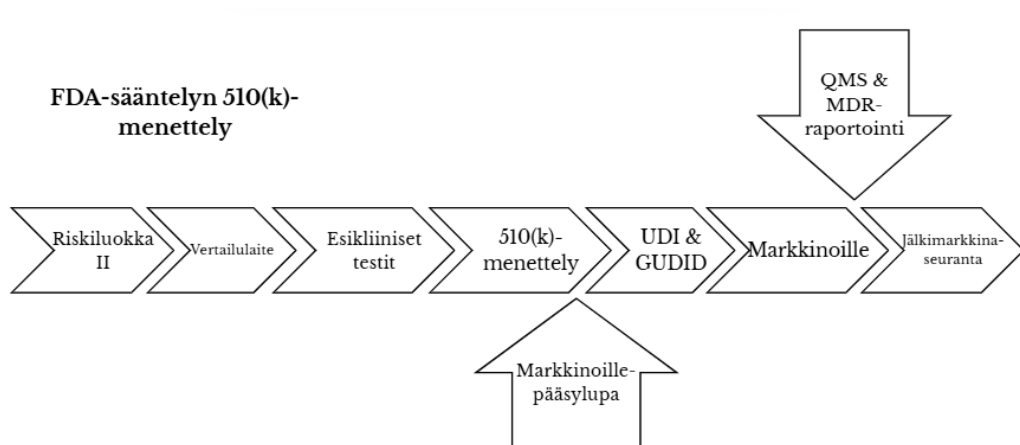 FDA-sääntelyn 510(k)-
menettely
QMS &
MDR-
raportointi
Riskiluokka
II
Vertailulaite
Esikliiniset
testit
510(k)-
menettely
UDI &
GUDID
Markkinoille
Jälkimarkkina-
seuranta
Markkinoille-
pääsylupa